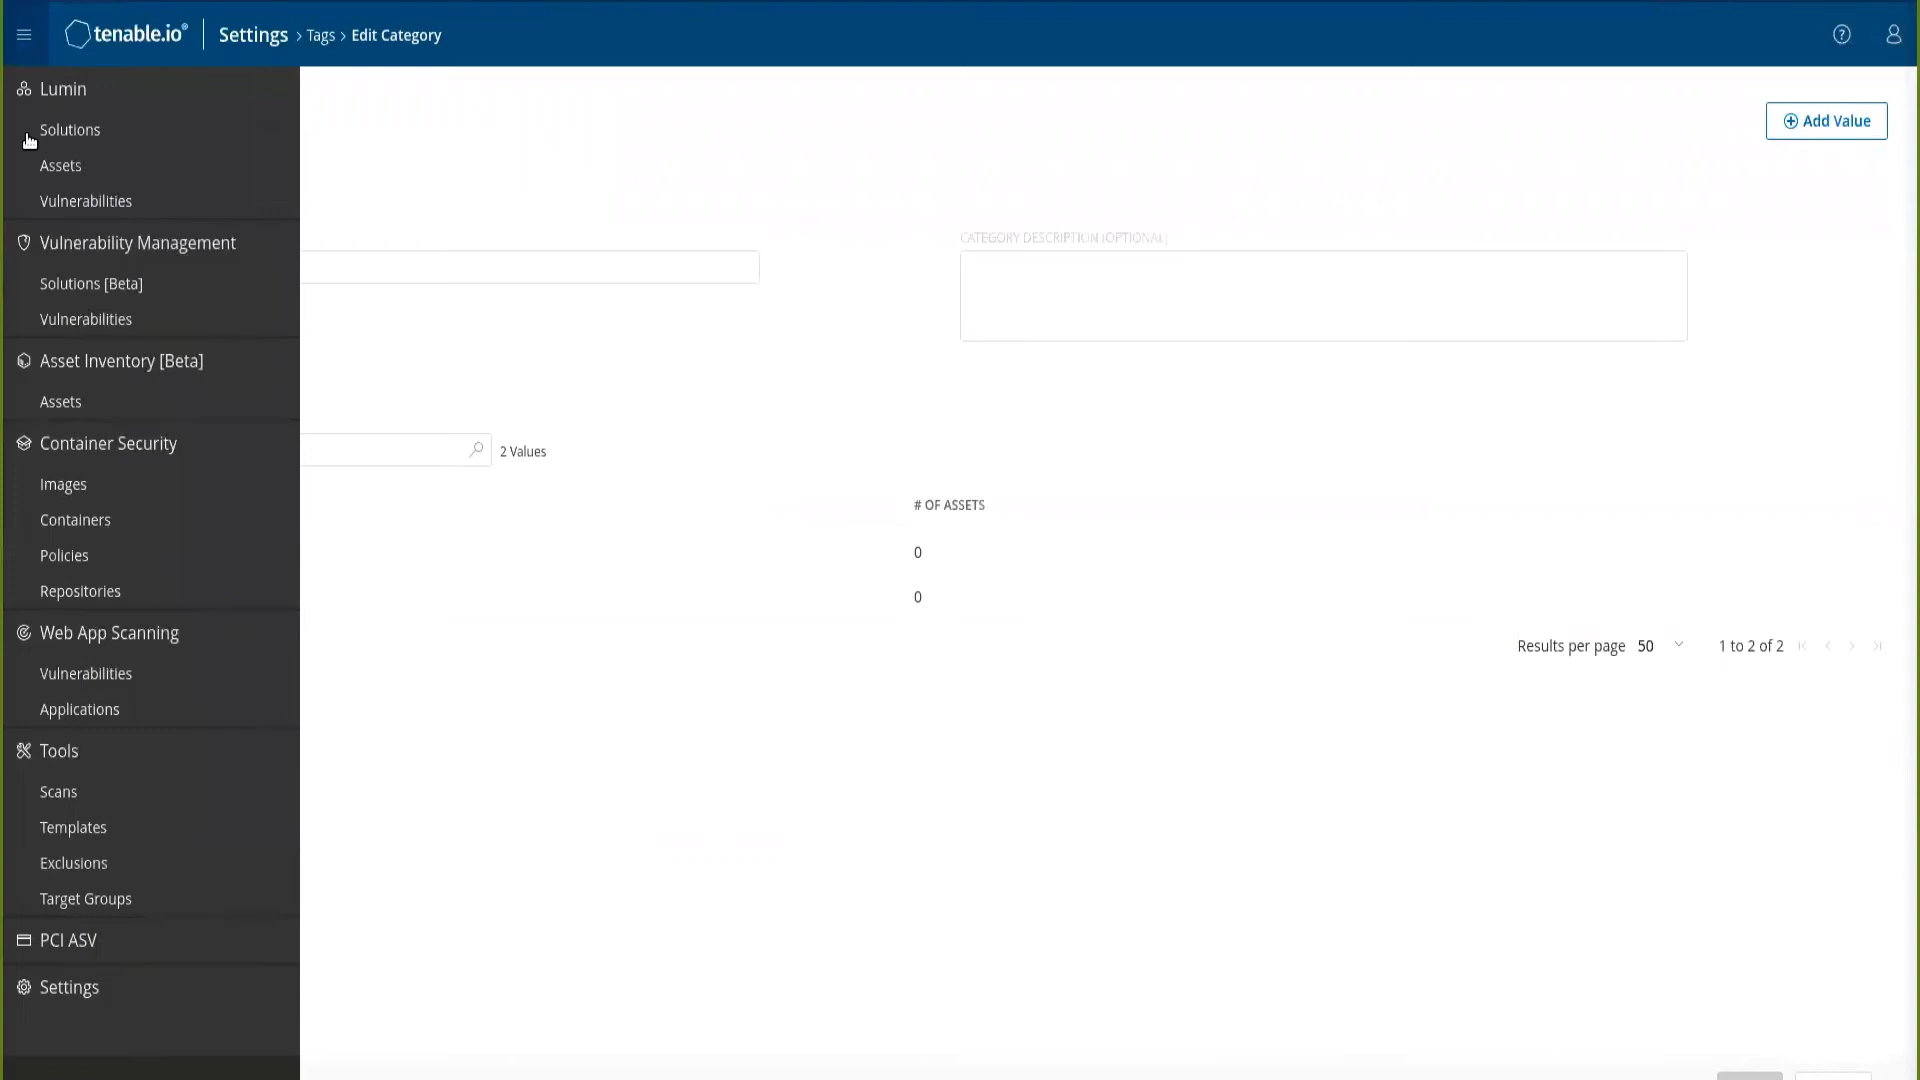 tenable.io®
Settings > Tags > Edit Category
Lumin
Solutions
Assets
Vulnerabilities
Vulnerability Management
Solutions [Beta]
Vulnerabilities
Asset Inventory [Beta]
Assets
Container Security
Images
Containers
Policies
Repositories
Web App Scanning
Vulnerabilities
Applications
Tools
Scans
Templates
Exclusions
Target Groups
PCI ASV
Settings
Add Value
CATEGORY DESCRIPTION (OPTIONAL)
2 Values
# OF ASSETS
0
0
Results per page 50
1 to 2 of 2